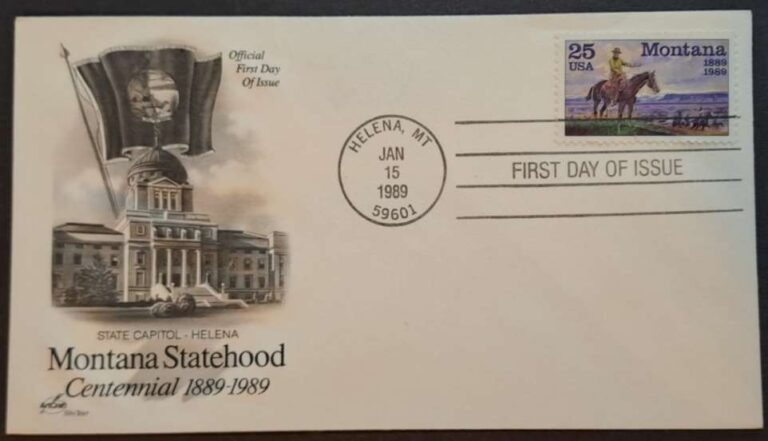 Official
First Day
Of Issue
STATE CAPITOL - HELENA
Montana Statehood
Centennial 1889-1989
ArtCraft
HELENA, MT
JAN
15
1989
59601
FIRST DAY OF ISSUE
25
USA
Montana
1889
1989